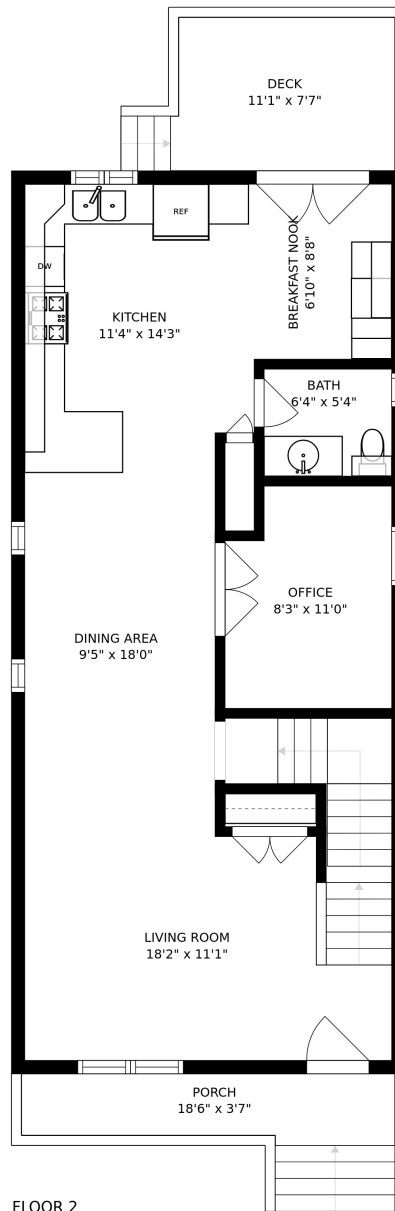 DECK
11'1" x 7'7"
REF
BREAKFAST NOOK
6'10" x 8'8"
DW
KITCHEN
11'4" x 14'3"
BATH
6'4" x 5'4"
OFFICE
8'3" x 11'0"
DINING AREA
9'5" x 18'0"
LIVING ROOM
18'2" x 11'1"
PORCH
18'6" x 3'7"
FLOOR 2